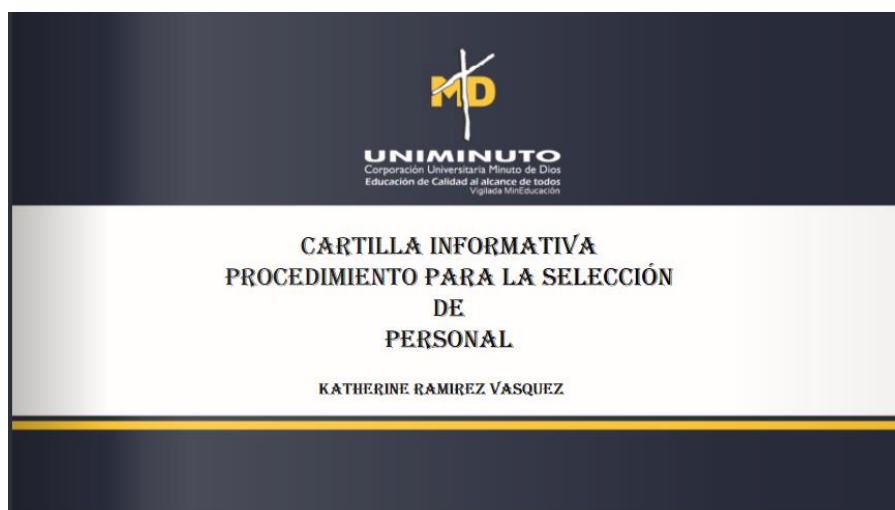 MD
UNIMINUTO
Corporación Universitaria Minuto de Dios
Educación de Calidad al alcance de todos
Vigilada MinEducación
CARTILLA INFORMATIVA
PROCEDIMIENTO PARA LA SELECCIÓN
DE
PERSONAL
KATHERINE RAMIREZ VASQUEZ